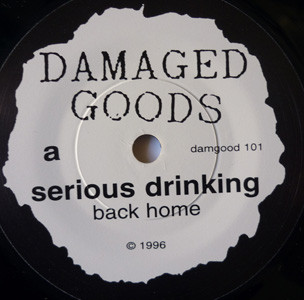 DAMAGED
GOODS
a
damgood 101
serious drinking
back home
© 1996